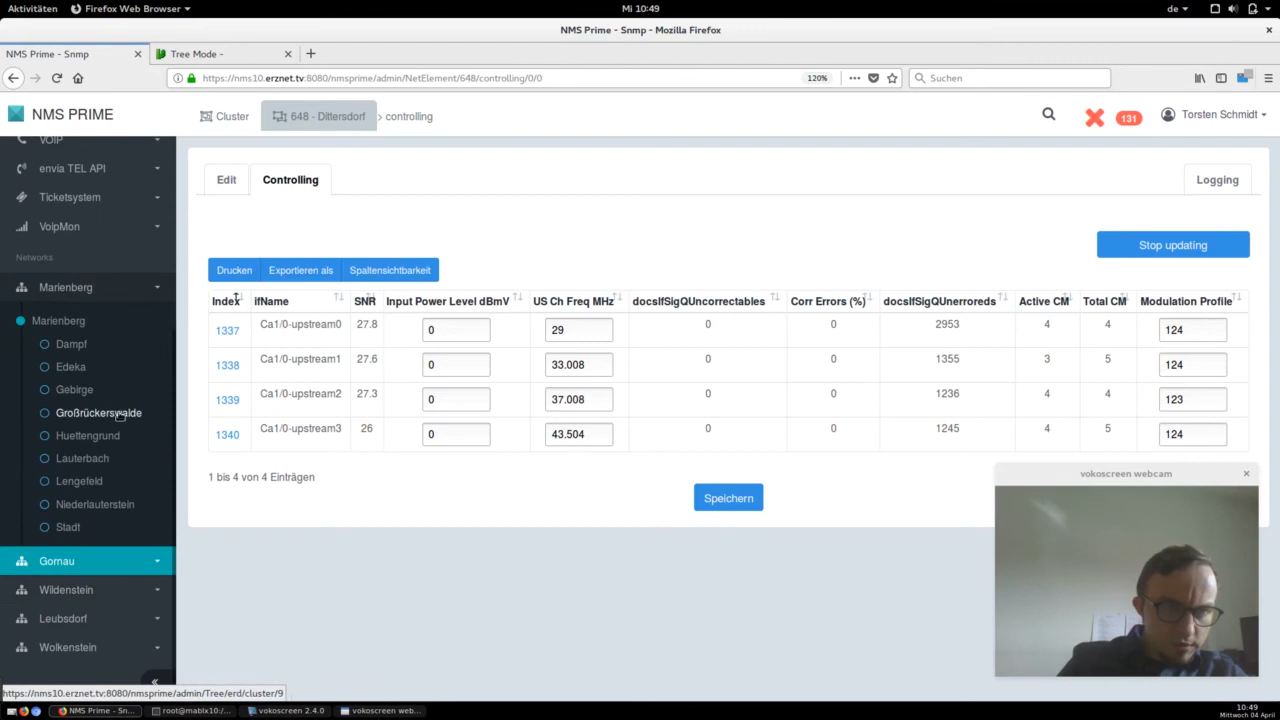 Aktivitäten Firefox Web Browser Mi 10:49 de
NMS Prime - Snmp - Mozilla Firefox
NMS Prime - Snmp Tree Mode -
https://nms10.erznet.tv:8080/nmsprime/admin/NetElement/648/controlling/0/0 120% Suchen
NMS PRIME Cluster 648 - Dittersdorf > controlling 131 Torsten Schmidt
VOIP
envia TEL API
Ticketsystem
VoipMon
Networks
Marienberg
Marienberg
Dampf
Edeka
Gebirge
Großrückerswalde
Huettengrund
Lauterbach
Lengefeld
Niederlauterstein
Stadt
Gornau
Wildenstein
Leubsdorf
Wolkenstein
Edit Controlling Logging
Stop updating
Drucken Exportieren als Spaltensichtbarkeit
Index ifName SNR Input Power Level dBmV US Ch Freq MHz docsIfSigQUncorrectables Corr Errors (%) docsIfSigQUnerroreds Active CM Total CM Modulation Profile
1337 Ca1/0-upstream0 27.8 0 29 0 0 2953 4 4 124
1338 Ca1/0-upstream1 27.6 0 33.008 0 0 1355 3 5 124
1339 Ca1/0-upstream2 27.3 0 37.008 0 0 1236 4 4 123
1340 Ca1/0-upstream3 26 0 43.504 0 0 1245 4 5 124
1 bis 4 von 4 Einträgen
Speichern
vokoscreen webcam
https://nms10.erznet.tv:8080/nmsprime/admin/Tree/erd/cluster/9
NMS Prime - Sn... root@mablx10:/... vokoscreen 2.4.0 vokoscreen web... 10:49
Mittwoch 04 April